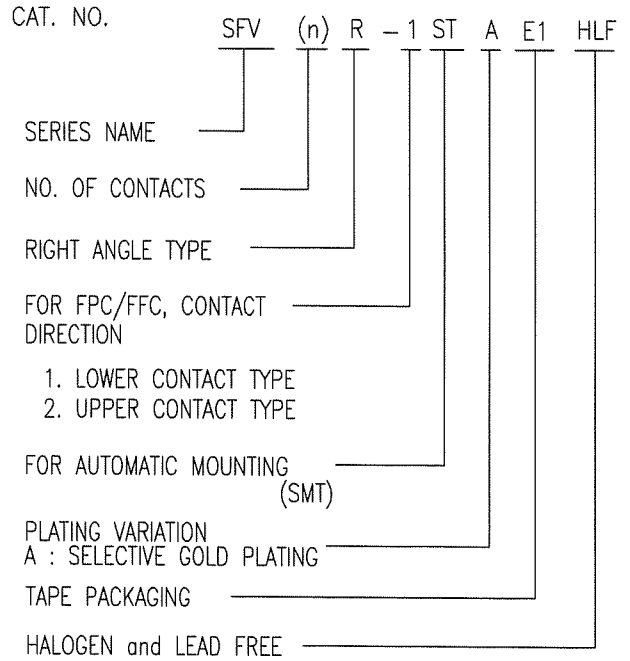 CAT. NO.
SFV (n) R - 1 ST A E1 HLF
SERIES NAME
NO. OF CONTACTS
RIGHT ANGLE TYPE
FOR FPC/FFC, CONTACT
DIRECTION
1. LOWER CONTACT TYPE
2. UPPER CONTACT TYPE
FOR AUTOMATIC MOUNTING
(SMT)
PLATING VARIATION
A : SELECTIVE GOLD PLATING
TAPE PACKAGING
HALOGEN and LEAD FREE